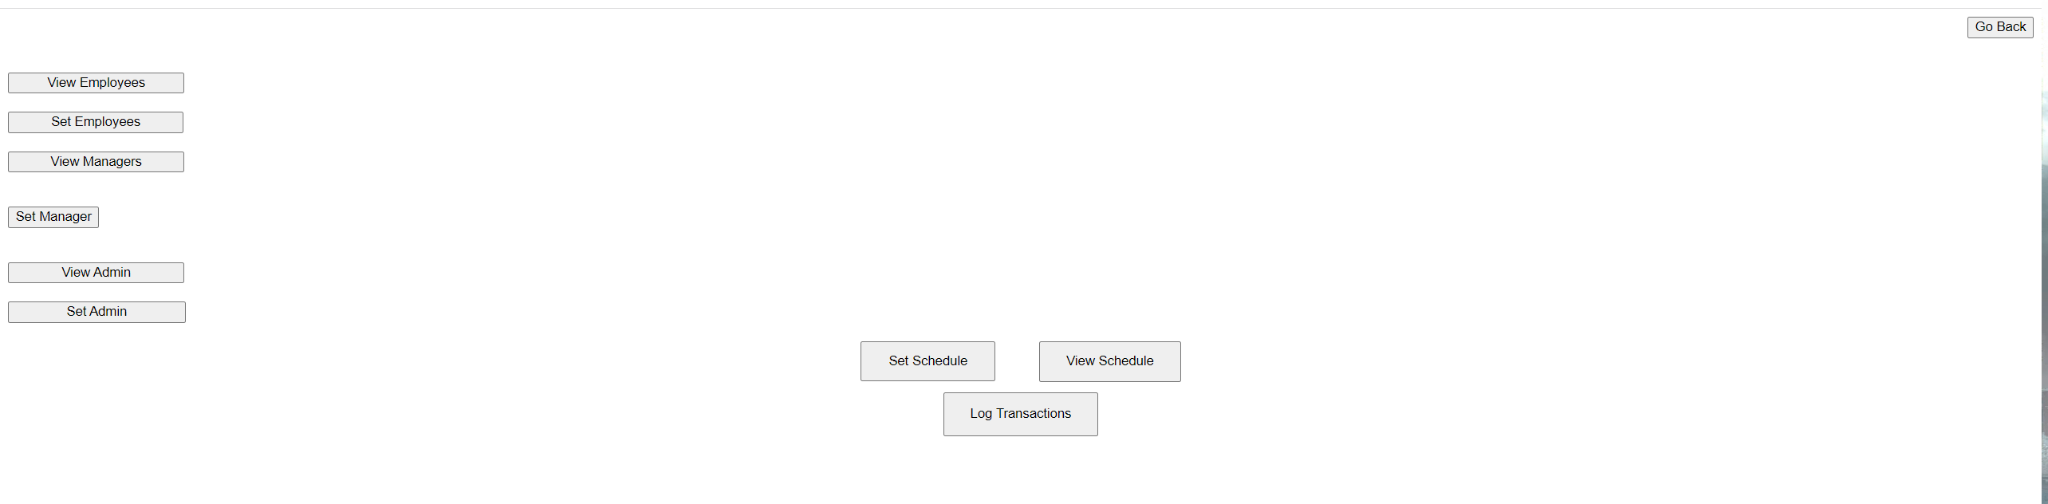 Go Back
View Employees
Set Employees
View Managers
Set Manager
View Admin
Set Admin
Set Schedule View Schedule
Log Transactions